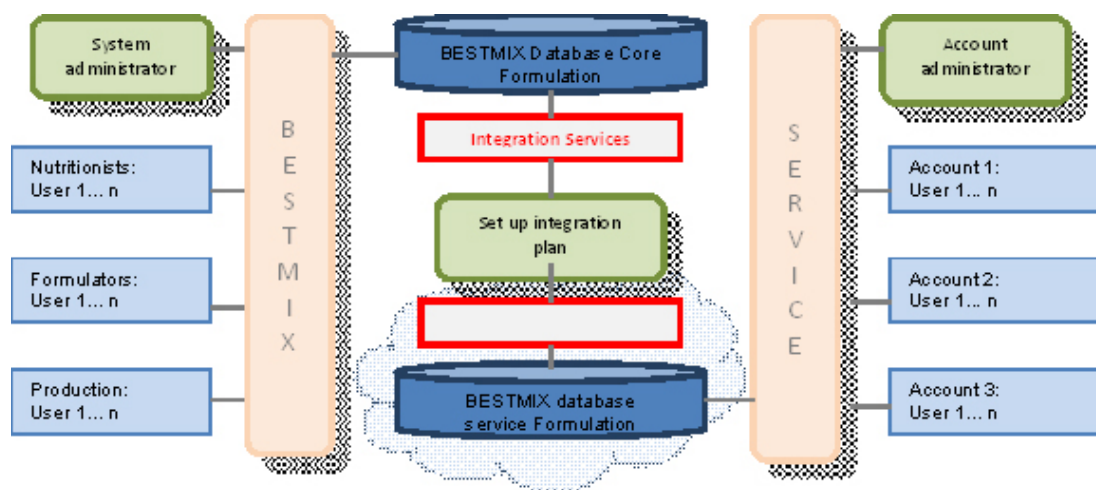 System
administrator
BESTMIX Database Core
Formulation
Account
administrator
Integration Services
B
E
S
T
M
I
X
S
E
R
V
I
C
E
Nutritionists:
User 1... n
Account 1:
User 1... n
Set up integration
plan
Formulators:
User 1... n
Account 2:
User 1... n
Production:
User 1... n
BESTMIX database
service Formulation
Account 3:
User 1... n